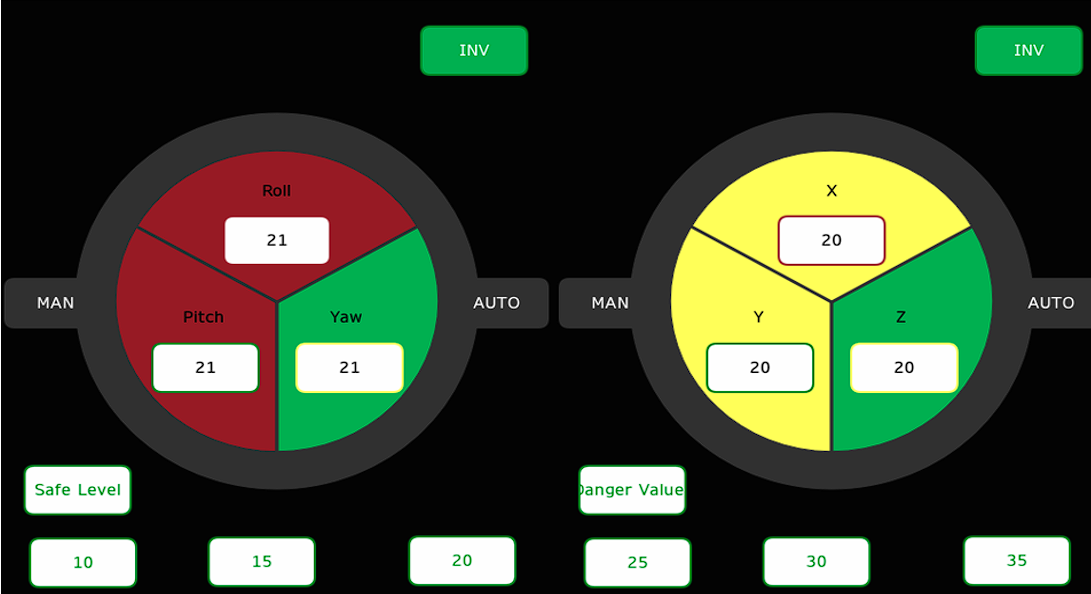 INV
INV
Roll
21
X
20
MAN
AUTO
MAN
AUTO
Pitch
Yaw
Y
Z
21
21
20
20
Safe Level
Danger Value
10
15
20
25
30
35